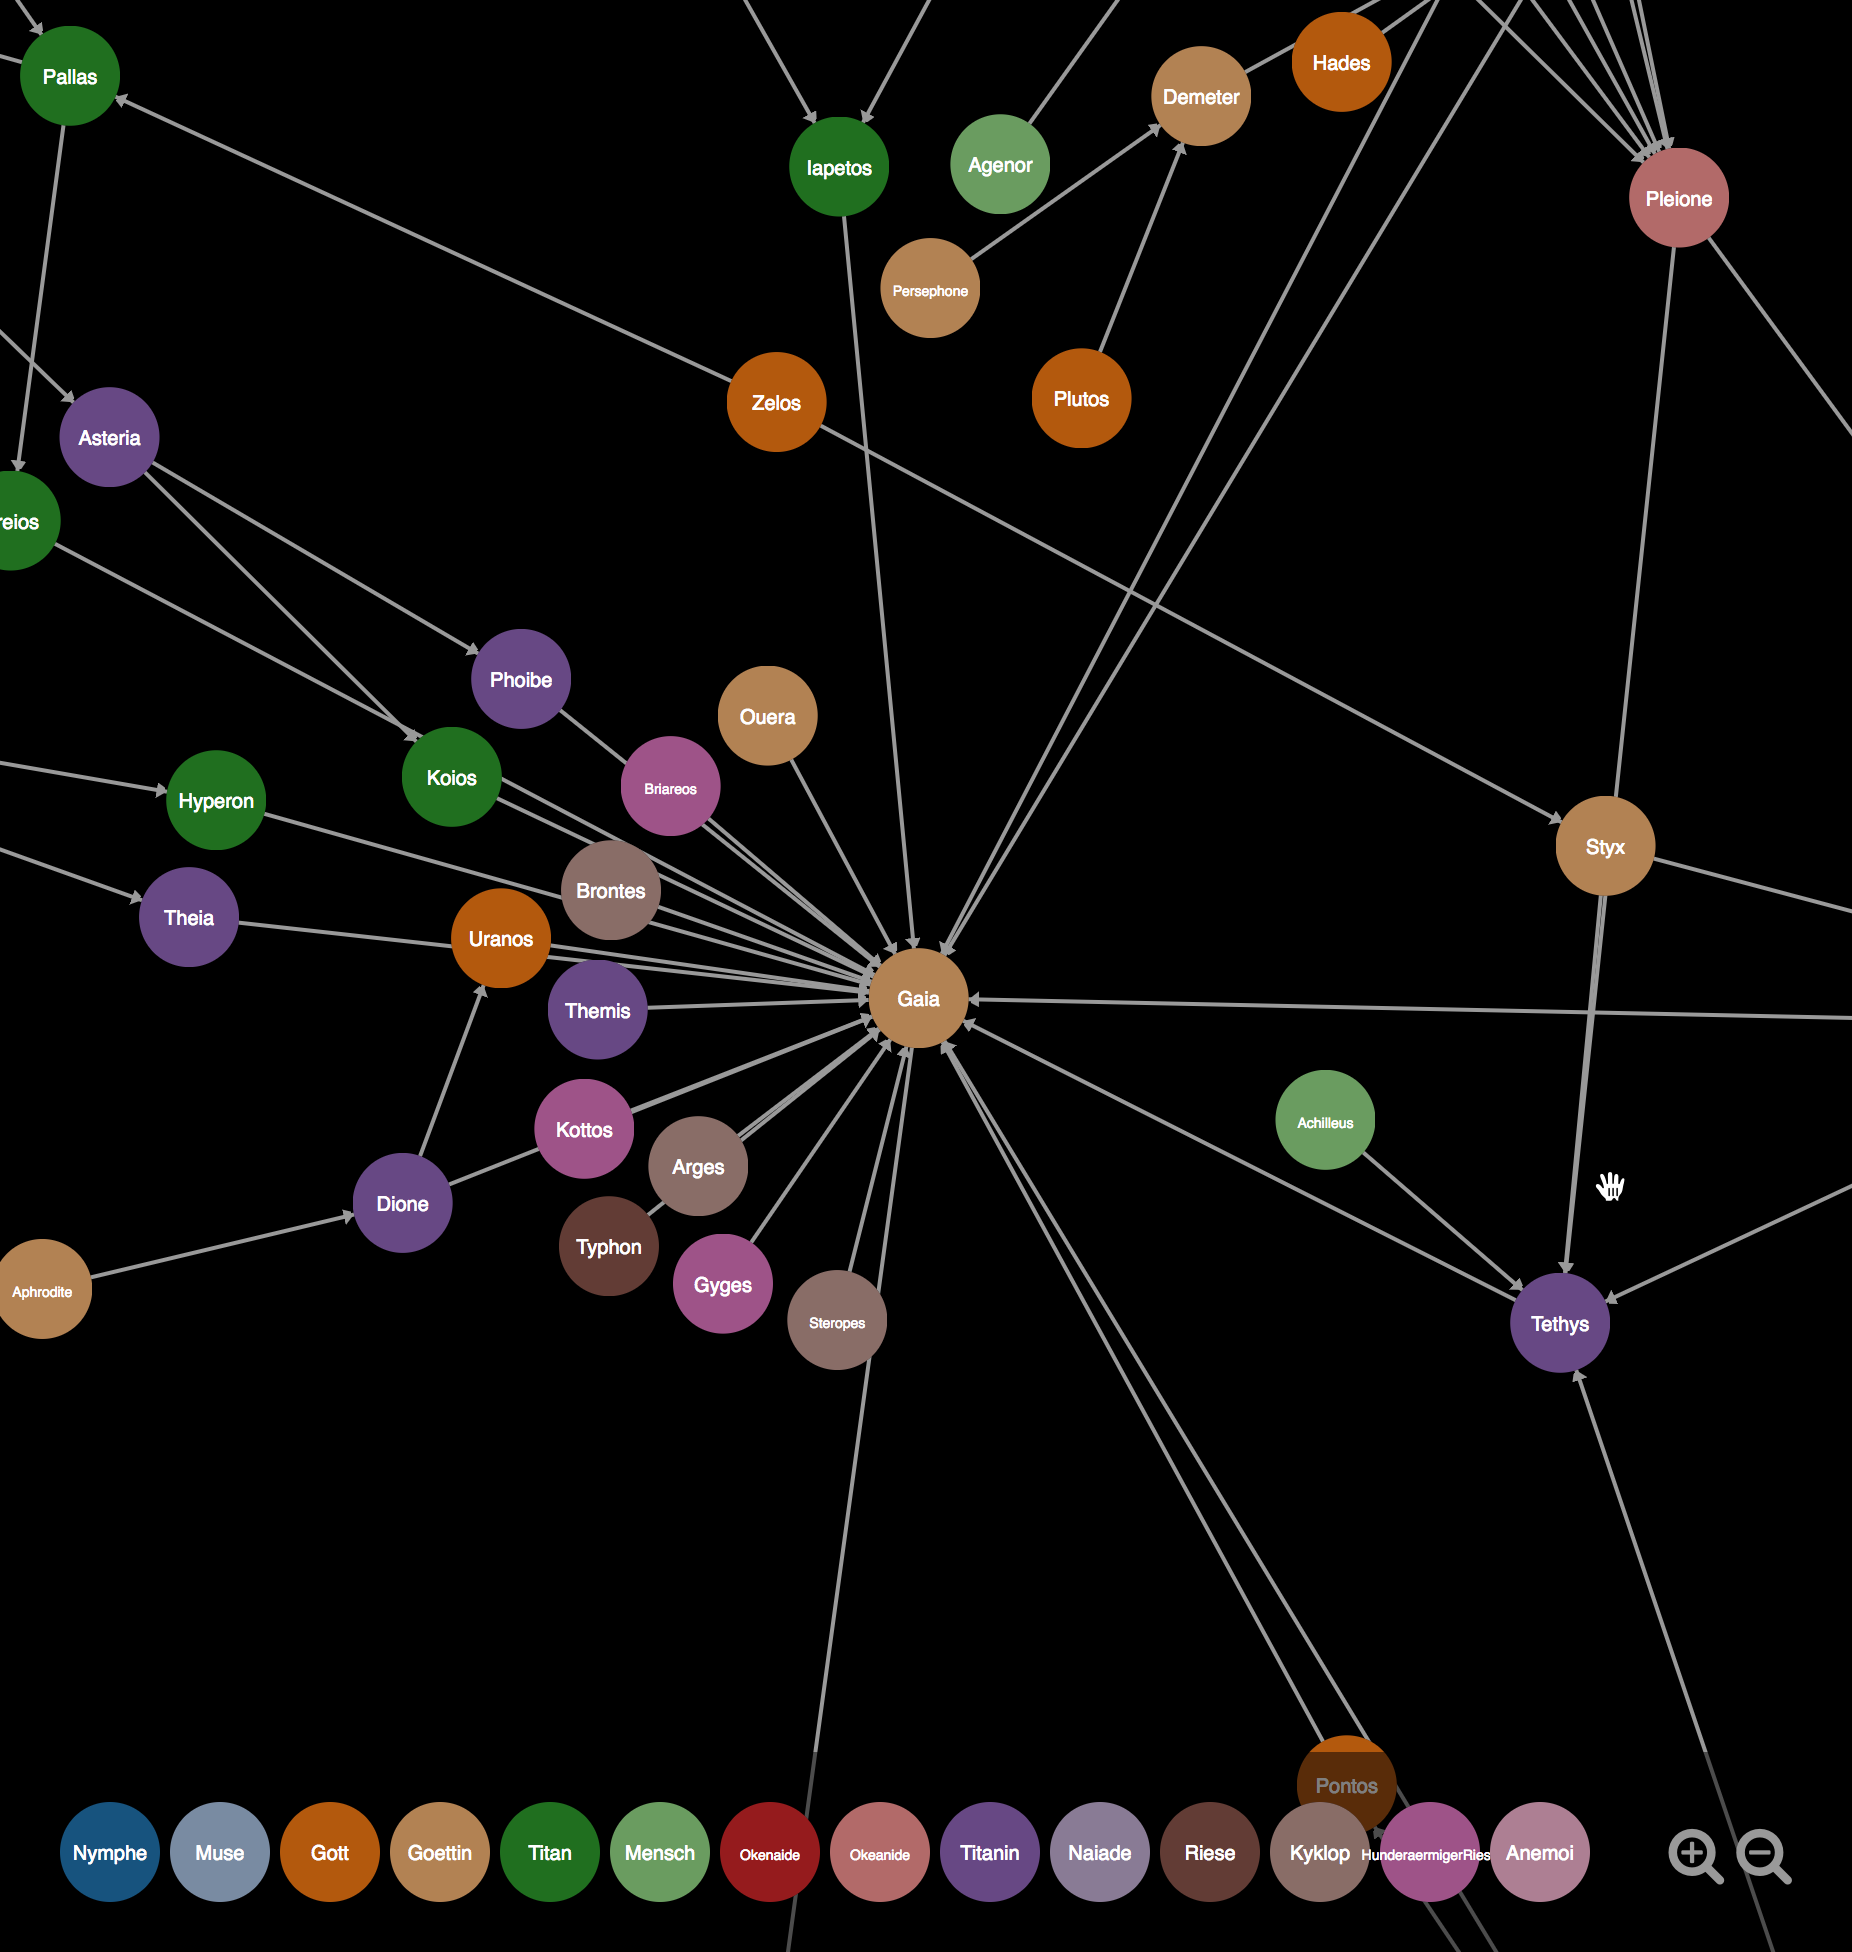 Hades
Pallas
Demeter
Agenor
Iapetos
Pleione
Persephone
Plutos
Zelos
Asteria
reios
Phoibe
Ouera
Koios
Briareos
Hyperon
Styx
Brontes
Theia
Uranos
Gaia
Themis
Achilleus
Kottos
Arges
Dione
Typhon
Gyges
Aphrodite
Steropes
Tethys
Pontos
Nymphe Muse Gott Goettin Titan Mensch Okenaide Okeanide Titanin Naiade Riese Kyklop HunderaermigerRies Anemoi